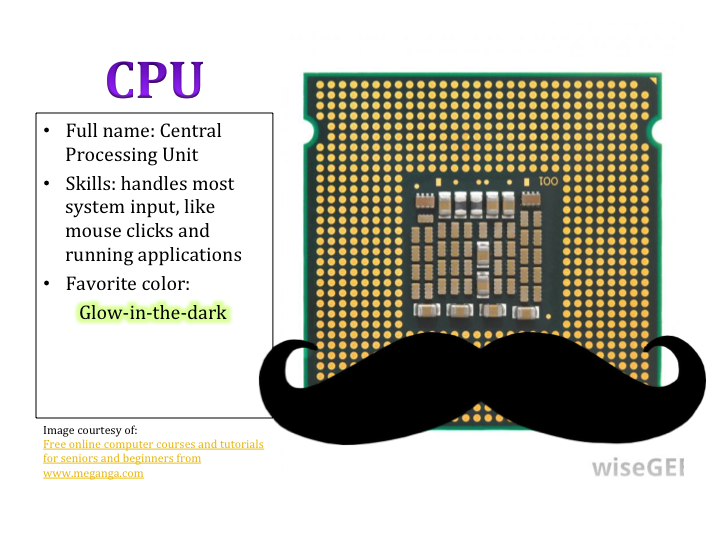 CPU
• Full name: Central
Processing Unit
• Skills: handles most
system input, like
mouse clicks and
running applications
• Favorite color:
Glow-in-the-dark
Image courtesy of:
Free online computer courses and tutorials
for seniors and beginners from
www.meganga.com
100
wiseGE